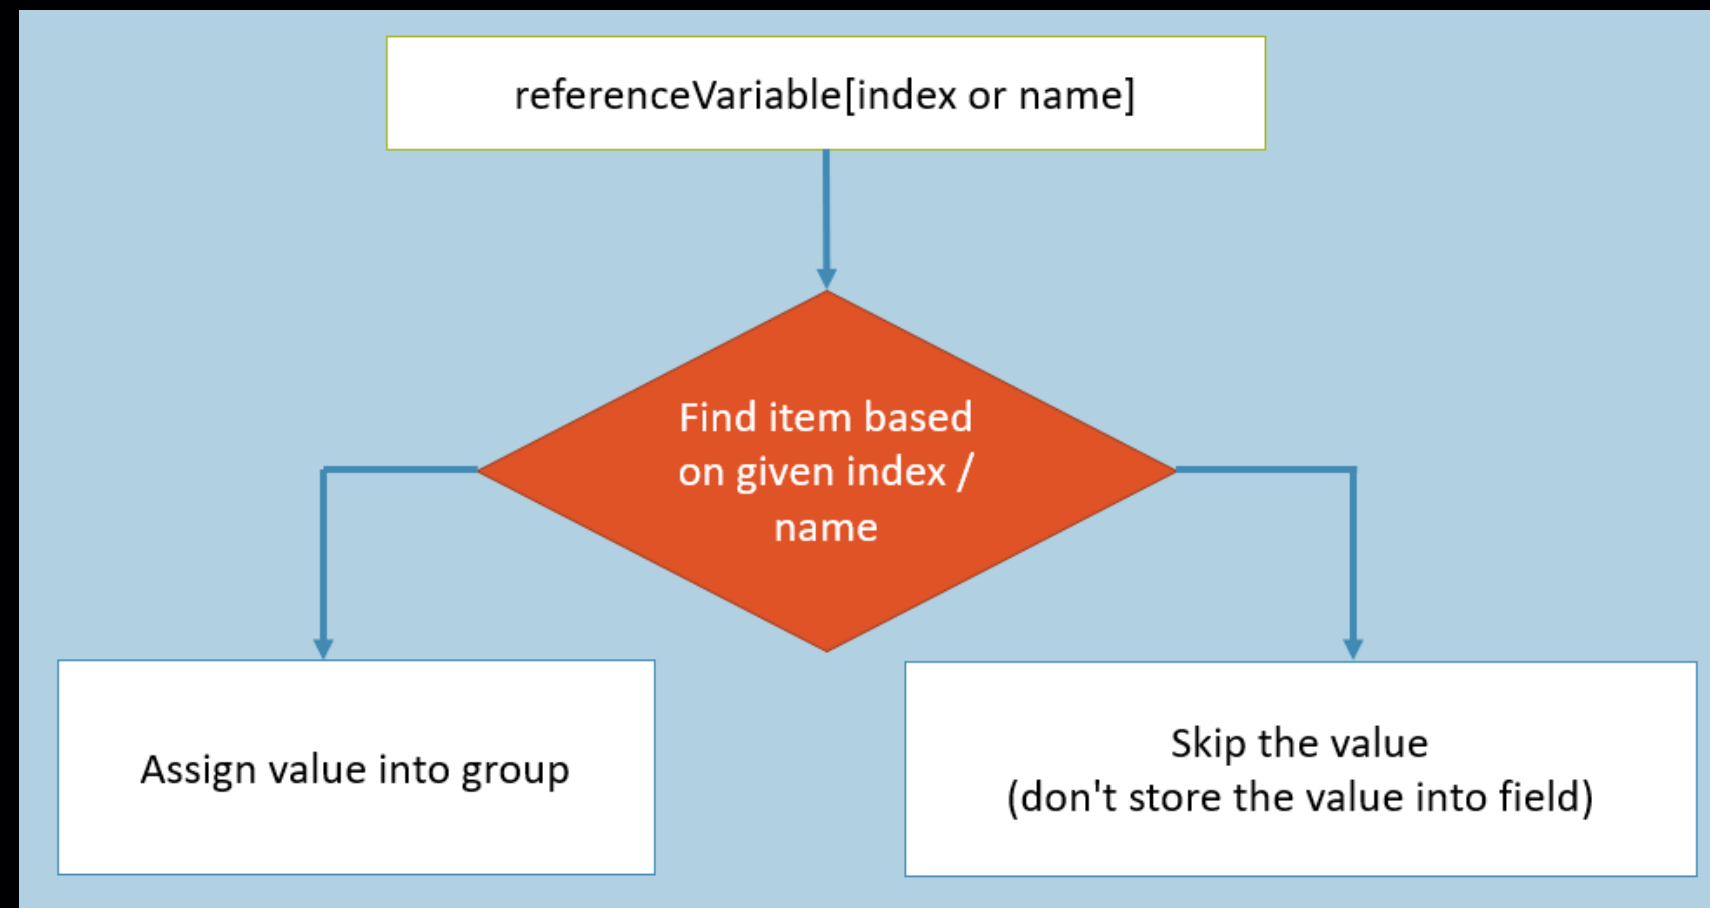 referenceVariable[index or name]
Find item based
on given index /
name
Assign value into group
Skip the value
(don't store the value into field)